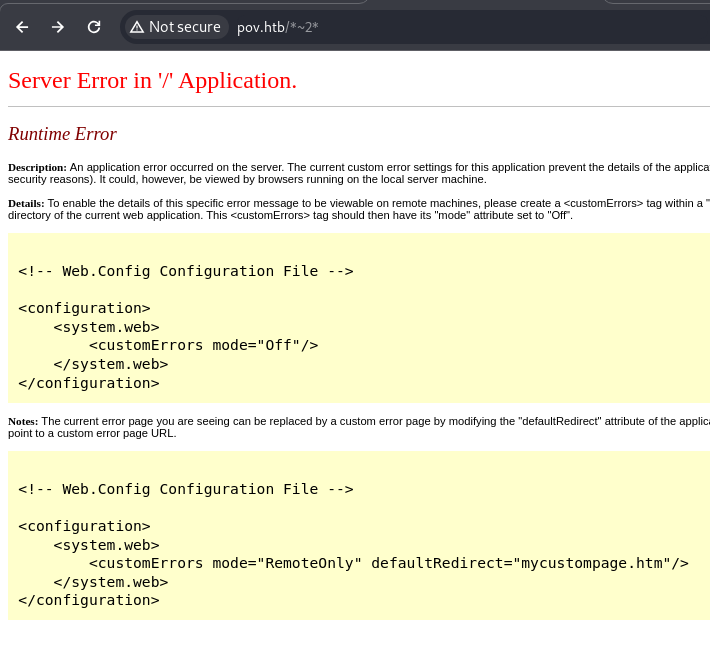 Not secure pov.htb/*~2*
Server Error in '/' Application.
Runtime Error
Description: An application error occurred on the server. The current custom error settings for this application prevent the details of the
security reasons). It could, however, be viewed by browsers running on the local server machine.
Details: To enable the details of this specific error message to be viewable on remote machines, please create a <customErrors> tag within a "
directory of the current web application. This <customErrors> tag should then have its "mode" attribute set to "Off".
<!-- Web.Config Configuration File -->
<configuration>
    <system.web>
        <customErrors mode="Off"/>
    </system.web>
</configuration>
Notes: The current error page you are seeing can be replaced by a custom error page by modifying the "defaultRedirect" attribute of the
point to a custom error page URL.
<!-- Web.Config Configuration File -->
<configuration>
    <system.web>
        <customErrors mode="RemoteOnly" defaultRedirect="mycustompage.htm"/>
    </system.web>
</configuration>